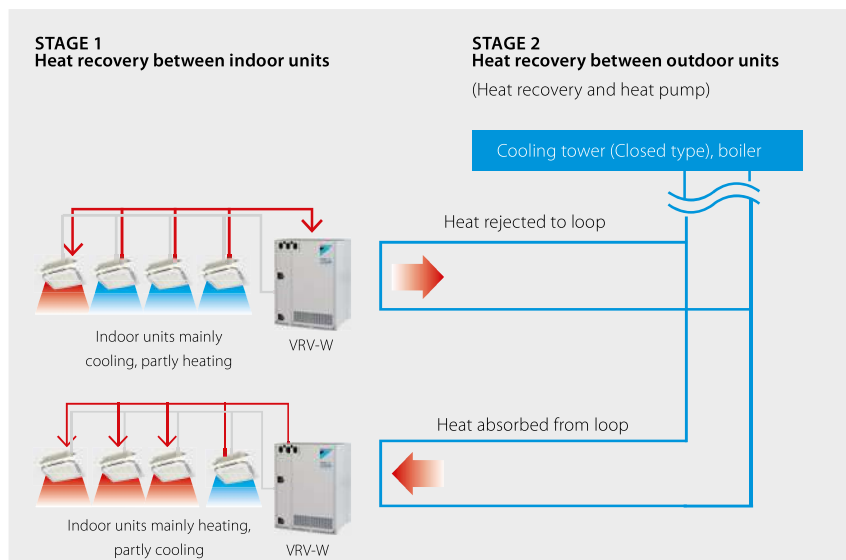 STAGE 1
Heat recovery between indoor units
STAGE 2
Heat recovery between outdoor units
(Heat recovery and heat pump)
Cooling tower (Closed type), boiler
Heat rejected to loop
Indoor units mainly
cooling, partly heating
VRV-W
Heat absorbed from loop
Indoor units mainly heating,
partly cooling
VRV-W